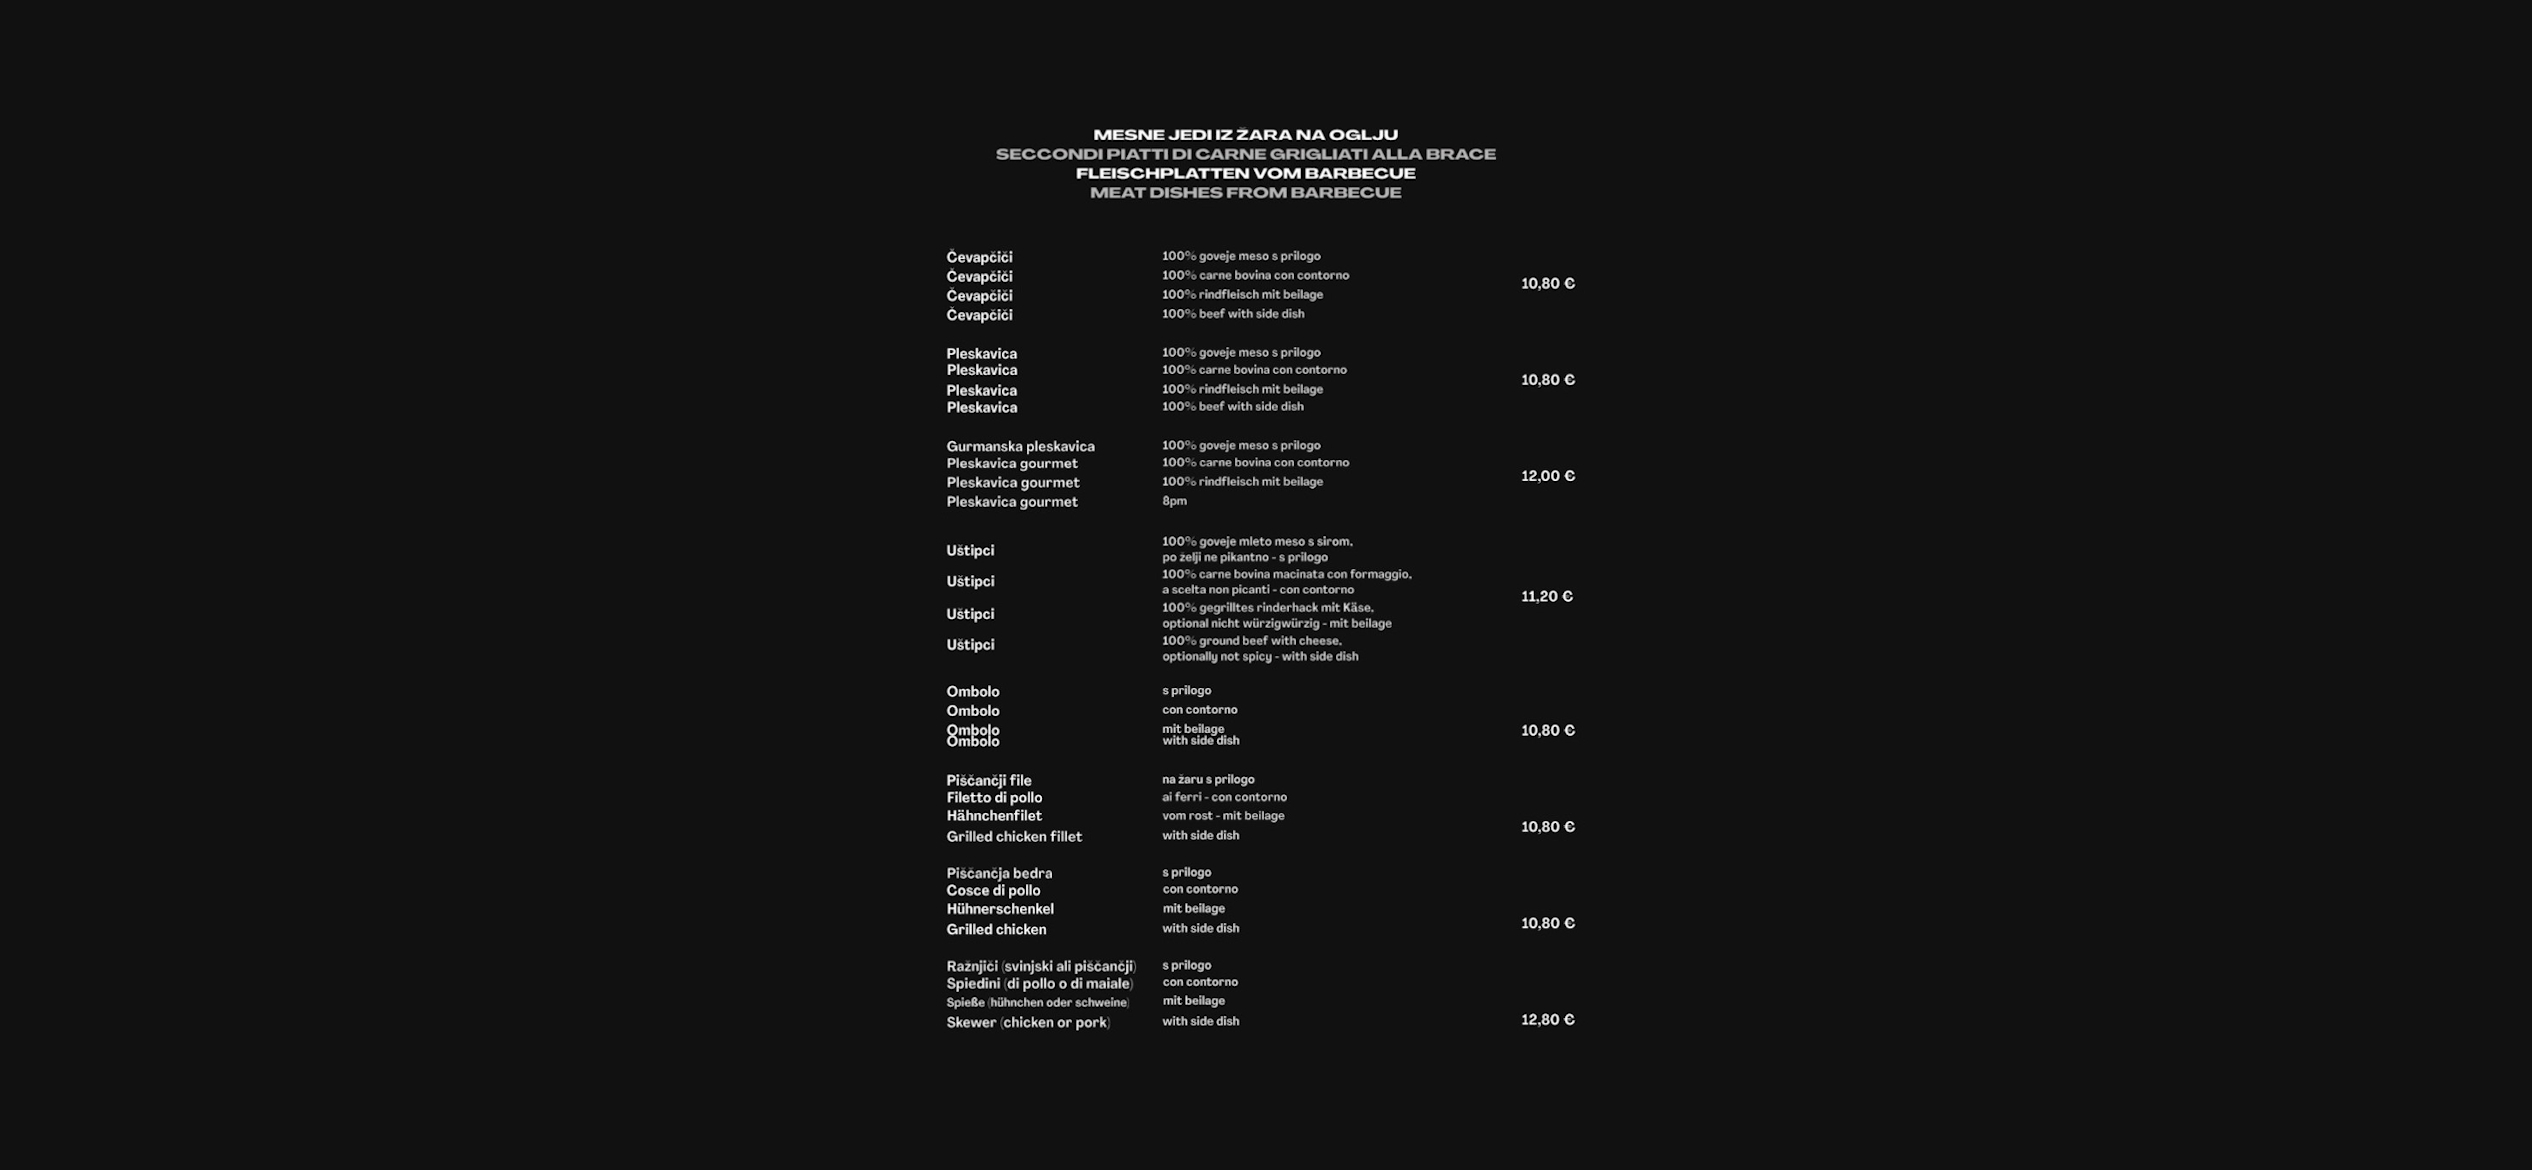 MESNE JEDI IZ ŽARA NA OGLJU
SECCONDI PIATTI DI CARNE GRIGLIATI ALLA BRACE
FLEISCHPLATTEN VOM BARBECUE
MEAT DISHES FROM BARBECUE
Čevapčiči 100% goveje meso s prilogo
Čevapčiči 100% carne bovina con contorno
10,80 €
Čevapčiči 100% rindfleisch mit beilage
Čevapčiči 100% beef with side dish
Pleskavica 100% goveje meso s prilogo
Pleskavica 100% carne bovina con contorno
10,80 €
Pleskavica 100% rindfleisch mit beilage
Pleskavica 100% beef with side dish
Gurmanska pleskavica 100% goveje meso s prilogo
Pleskavica gourmet 100% carne bovina con contorno
12,00 €
Pleskavica gourmet 100% rindfleisch mit beilage
Pleskavica gourmet 8pm
Uštipci 100% goveje mleto meso s sirom,
po želji ne pikantno - s prilogo
Uštipci 100% carne bovina macinata con formaggio,
a scelta non picanti - con contorno
11,20 €
Uštipci 100% gegrilltes rinderhack mit Käse,
optional nicht würzigwürzig - mit beilage
Uštipci 100% ground beef with cheese,
optionally not spicy - with side dish
Ombolo s prilogo
Ombolo con contorno
Ombolo mit beilage 10,80 €
Ombolo with side dish
Piščančji file na žaru s prilogo
Filetto di pollo ai ferri - con contorno
Hähnchenfilet vom rost - mit beilage
10,80 €
Grilled chicken fillet with side dish
Piščančja bedra s prilogo
Cosce di pollo con contorno
Hühnerschenkel mit beilage
10,80 €
Grilled chicken with side dish
Ražnjiči (svinjski ali piščančji) s prilogo
Spiedini (di pollo o di maiale) con contorno
Spieße (hühnchen oder schweine) mit beilage
Skewer (chicken or pork) with side dish 12,80 €